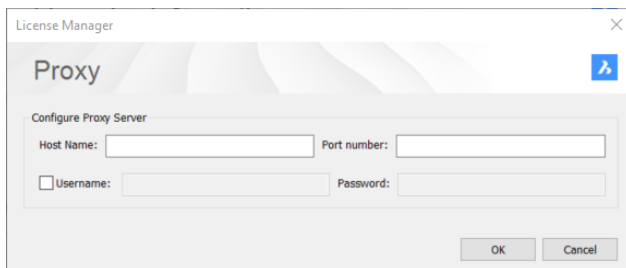 License Manager
Proxy
Configure Proxy Server
Host Name: Port number:
Username: Password:
OK Cancel